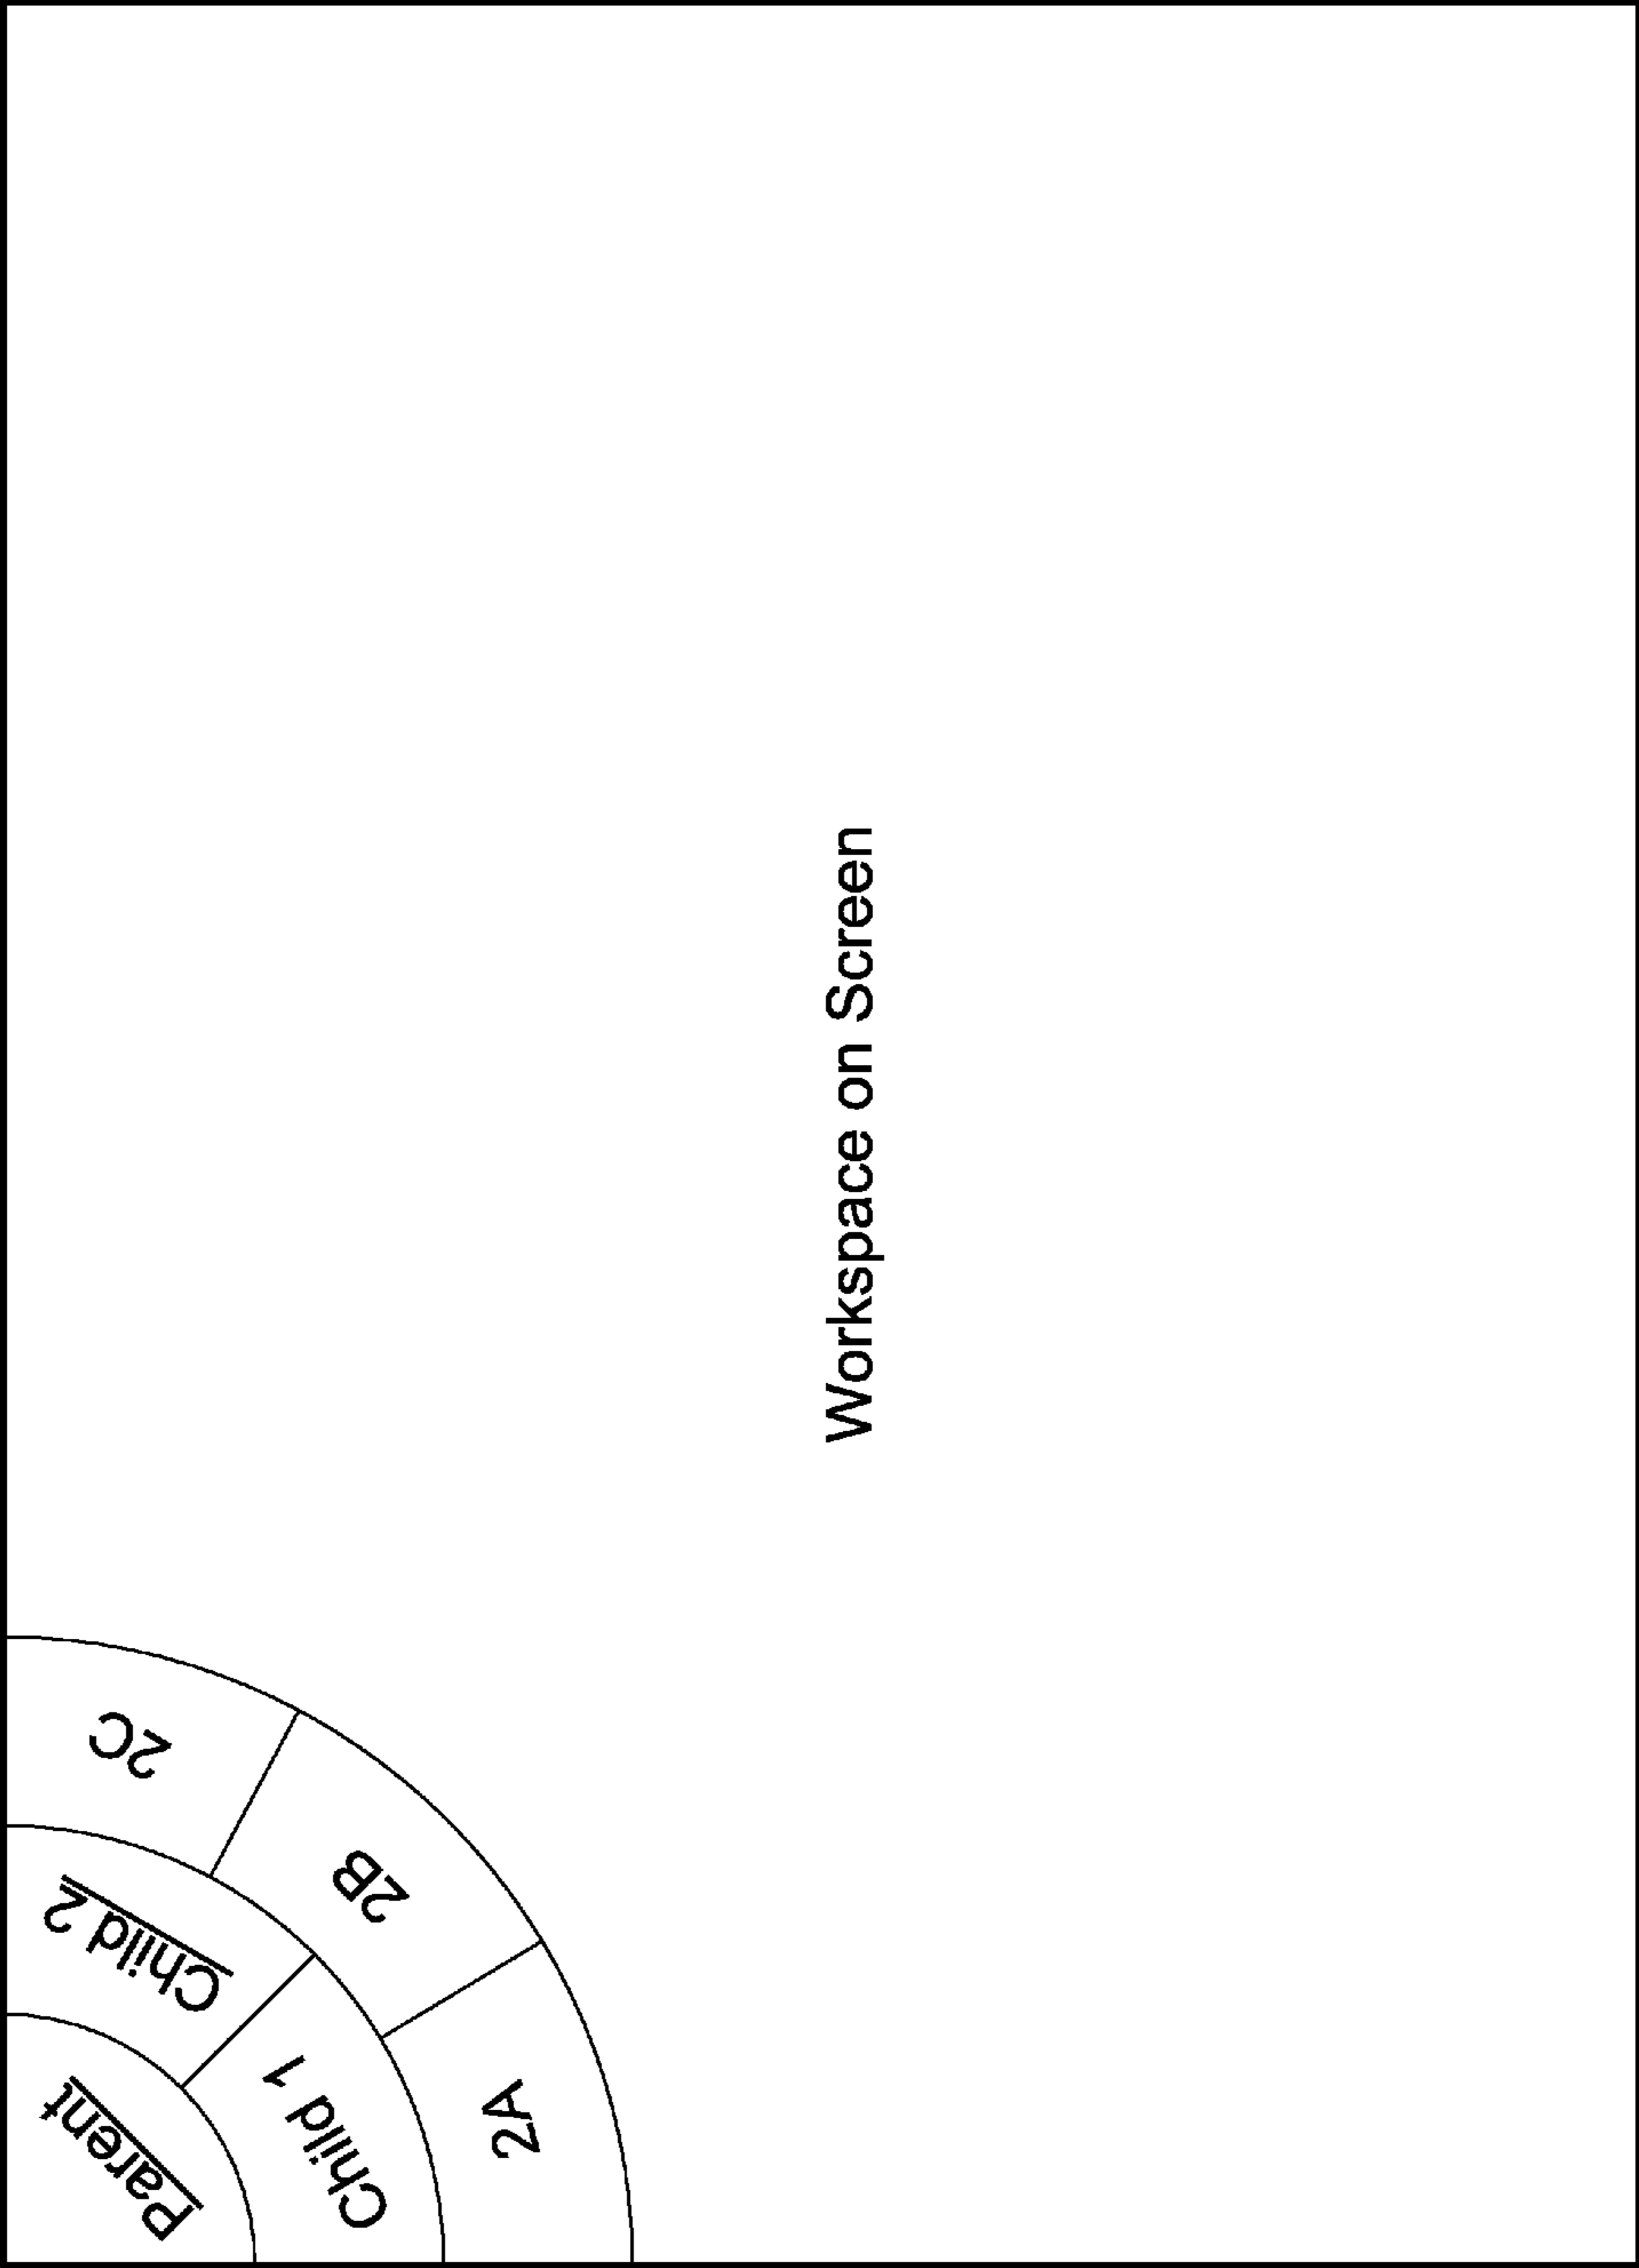 Parent
Child 1
Child 2
2A
2B
2C
Workspace on Screen